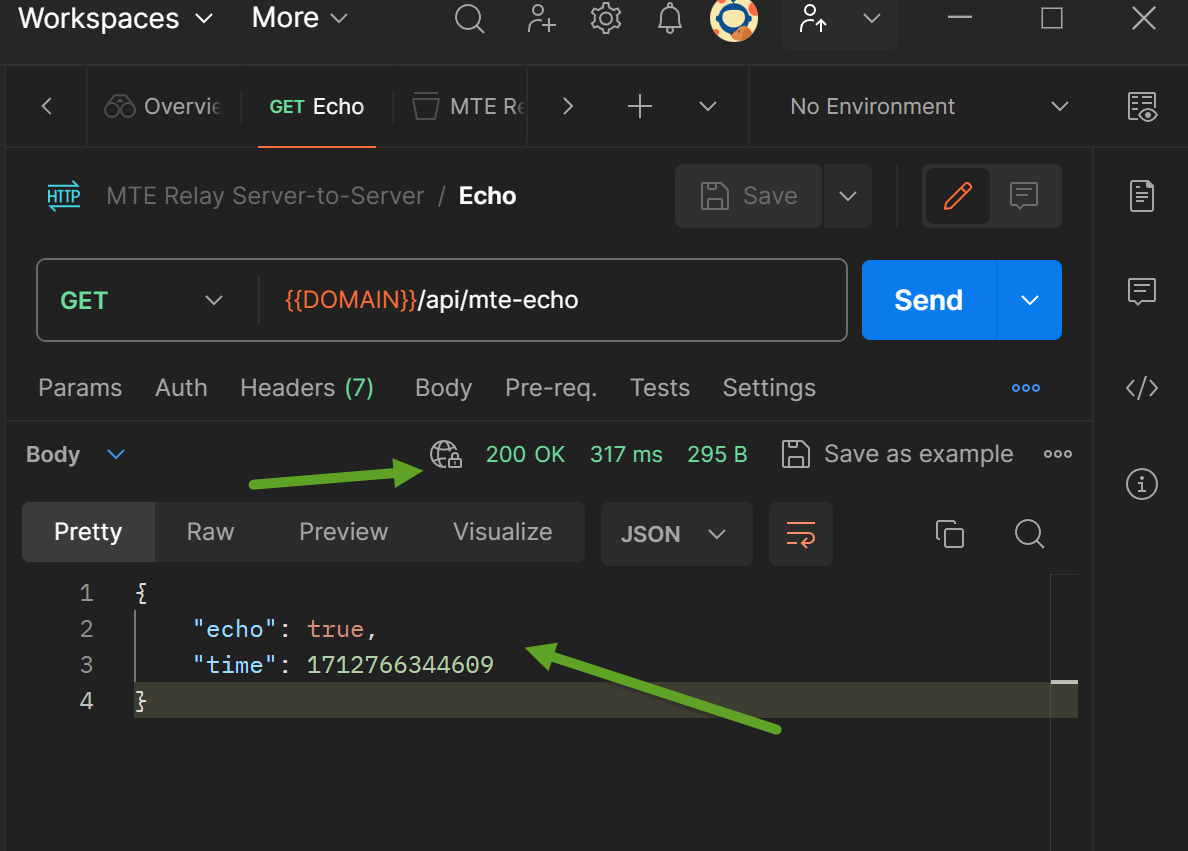 Workspaces More
Overvie GET Echo MTE Re No Environment
HTTP MTE Relay Server-to-Server / Echo Save
GET {{DOMAIN}}/api/mte-echo Send
Params Auth Headers (7) Body Pre-req. Tests Settings
Body 200 OK 317 ms 295 B Save as example
Pretty Raw Preview Visualize JSON
1 {
2 "echo": true,
3 "time": 1712766344609
4 }